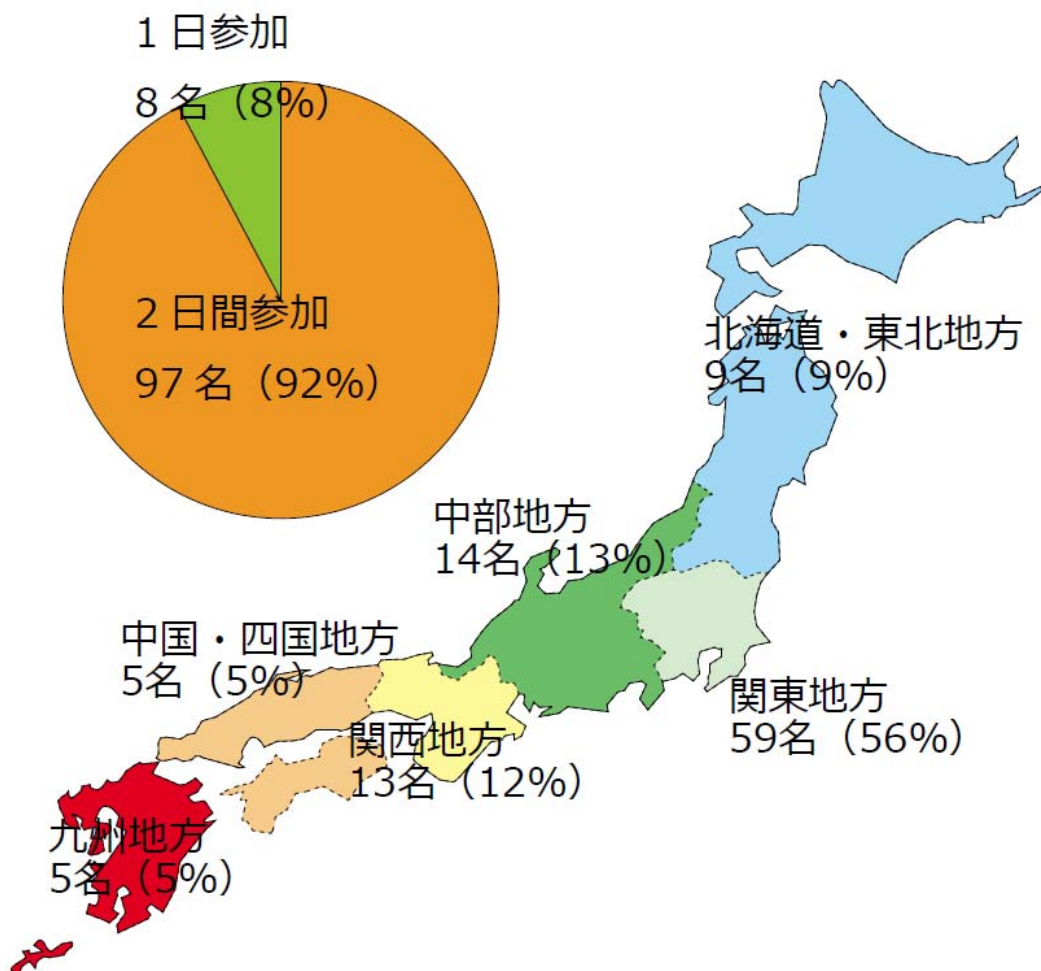 1 日参加
8 名（8%）
2 日間参加
97 名（92%）
北海道・東北地方
9名（9%）
中部地方
14名（13%）
中国・四国地方
5名（5%）
関東地方
59名（56%）
関西地方
13名（12%）
九州地方
5名（5%）